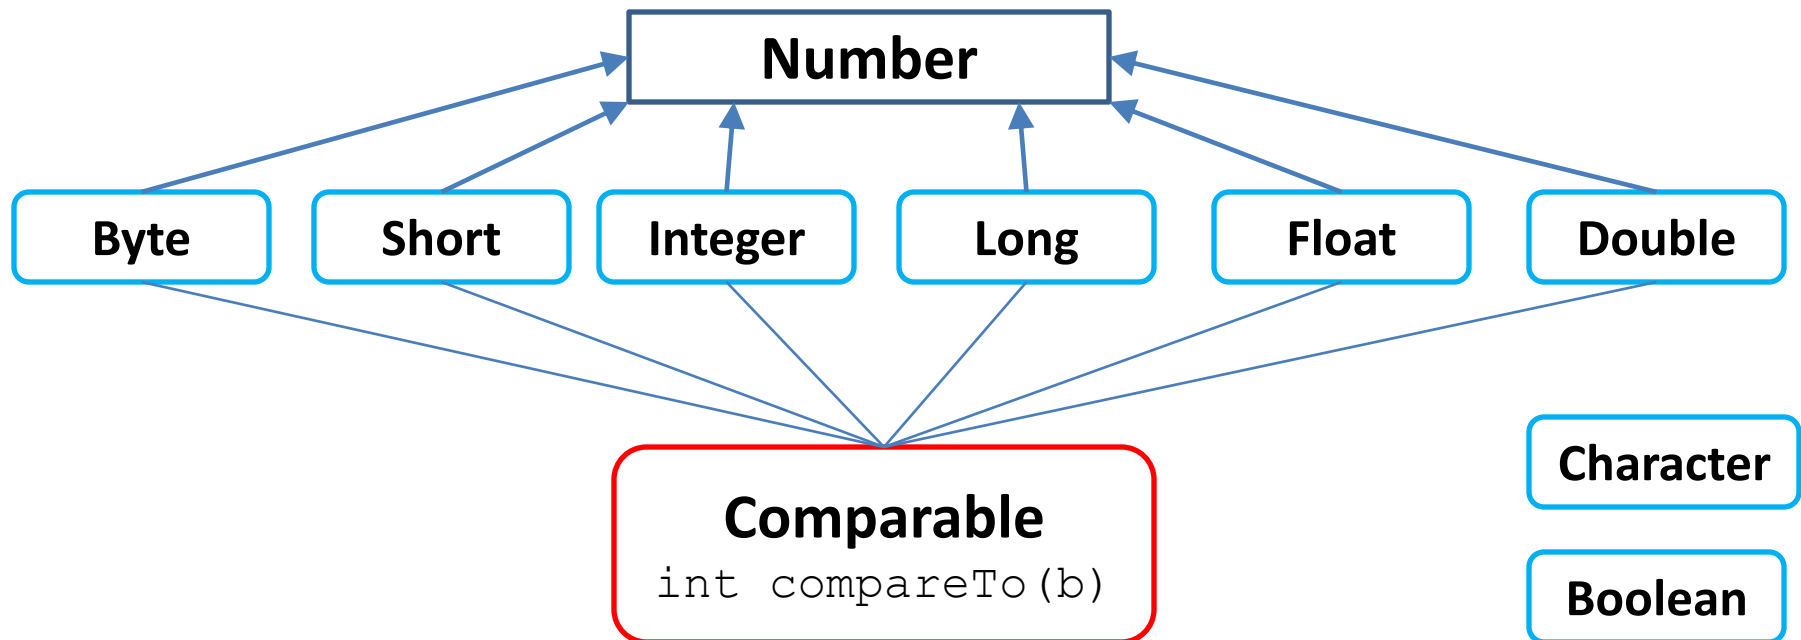 Number
Byte
Short
Integer
Long
Float
Double
Comparable
int compareTo(b)
Character
Boolean